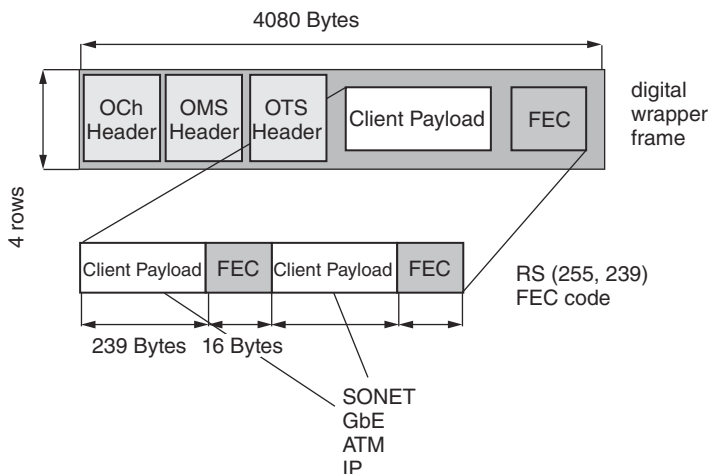 4080 Bytes
OCh
Header
OMS
Header
OTS
Header
Client Payload
FEC
digital
wrapper
frame
4 rows
Client Payload
FEC
Client Payload
FEC
RS (255, 239)
FEC code
239 Bytes
16 Bytes
SONET
GbE
ATM
IP